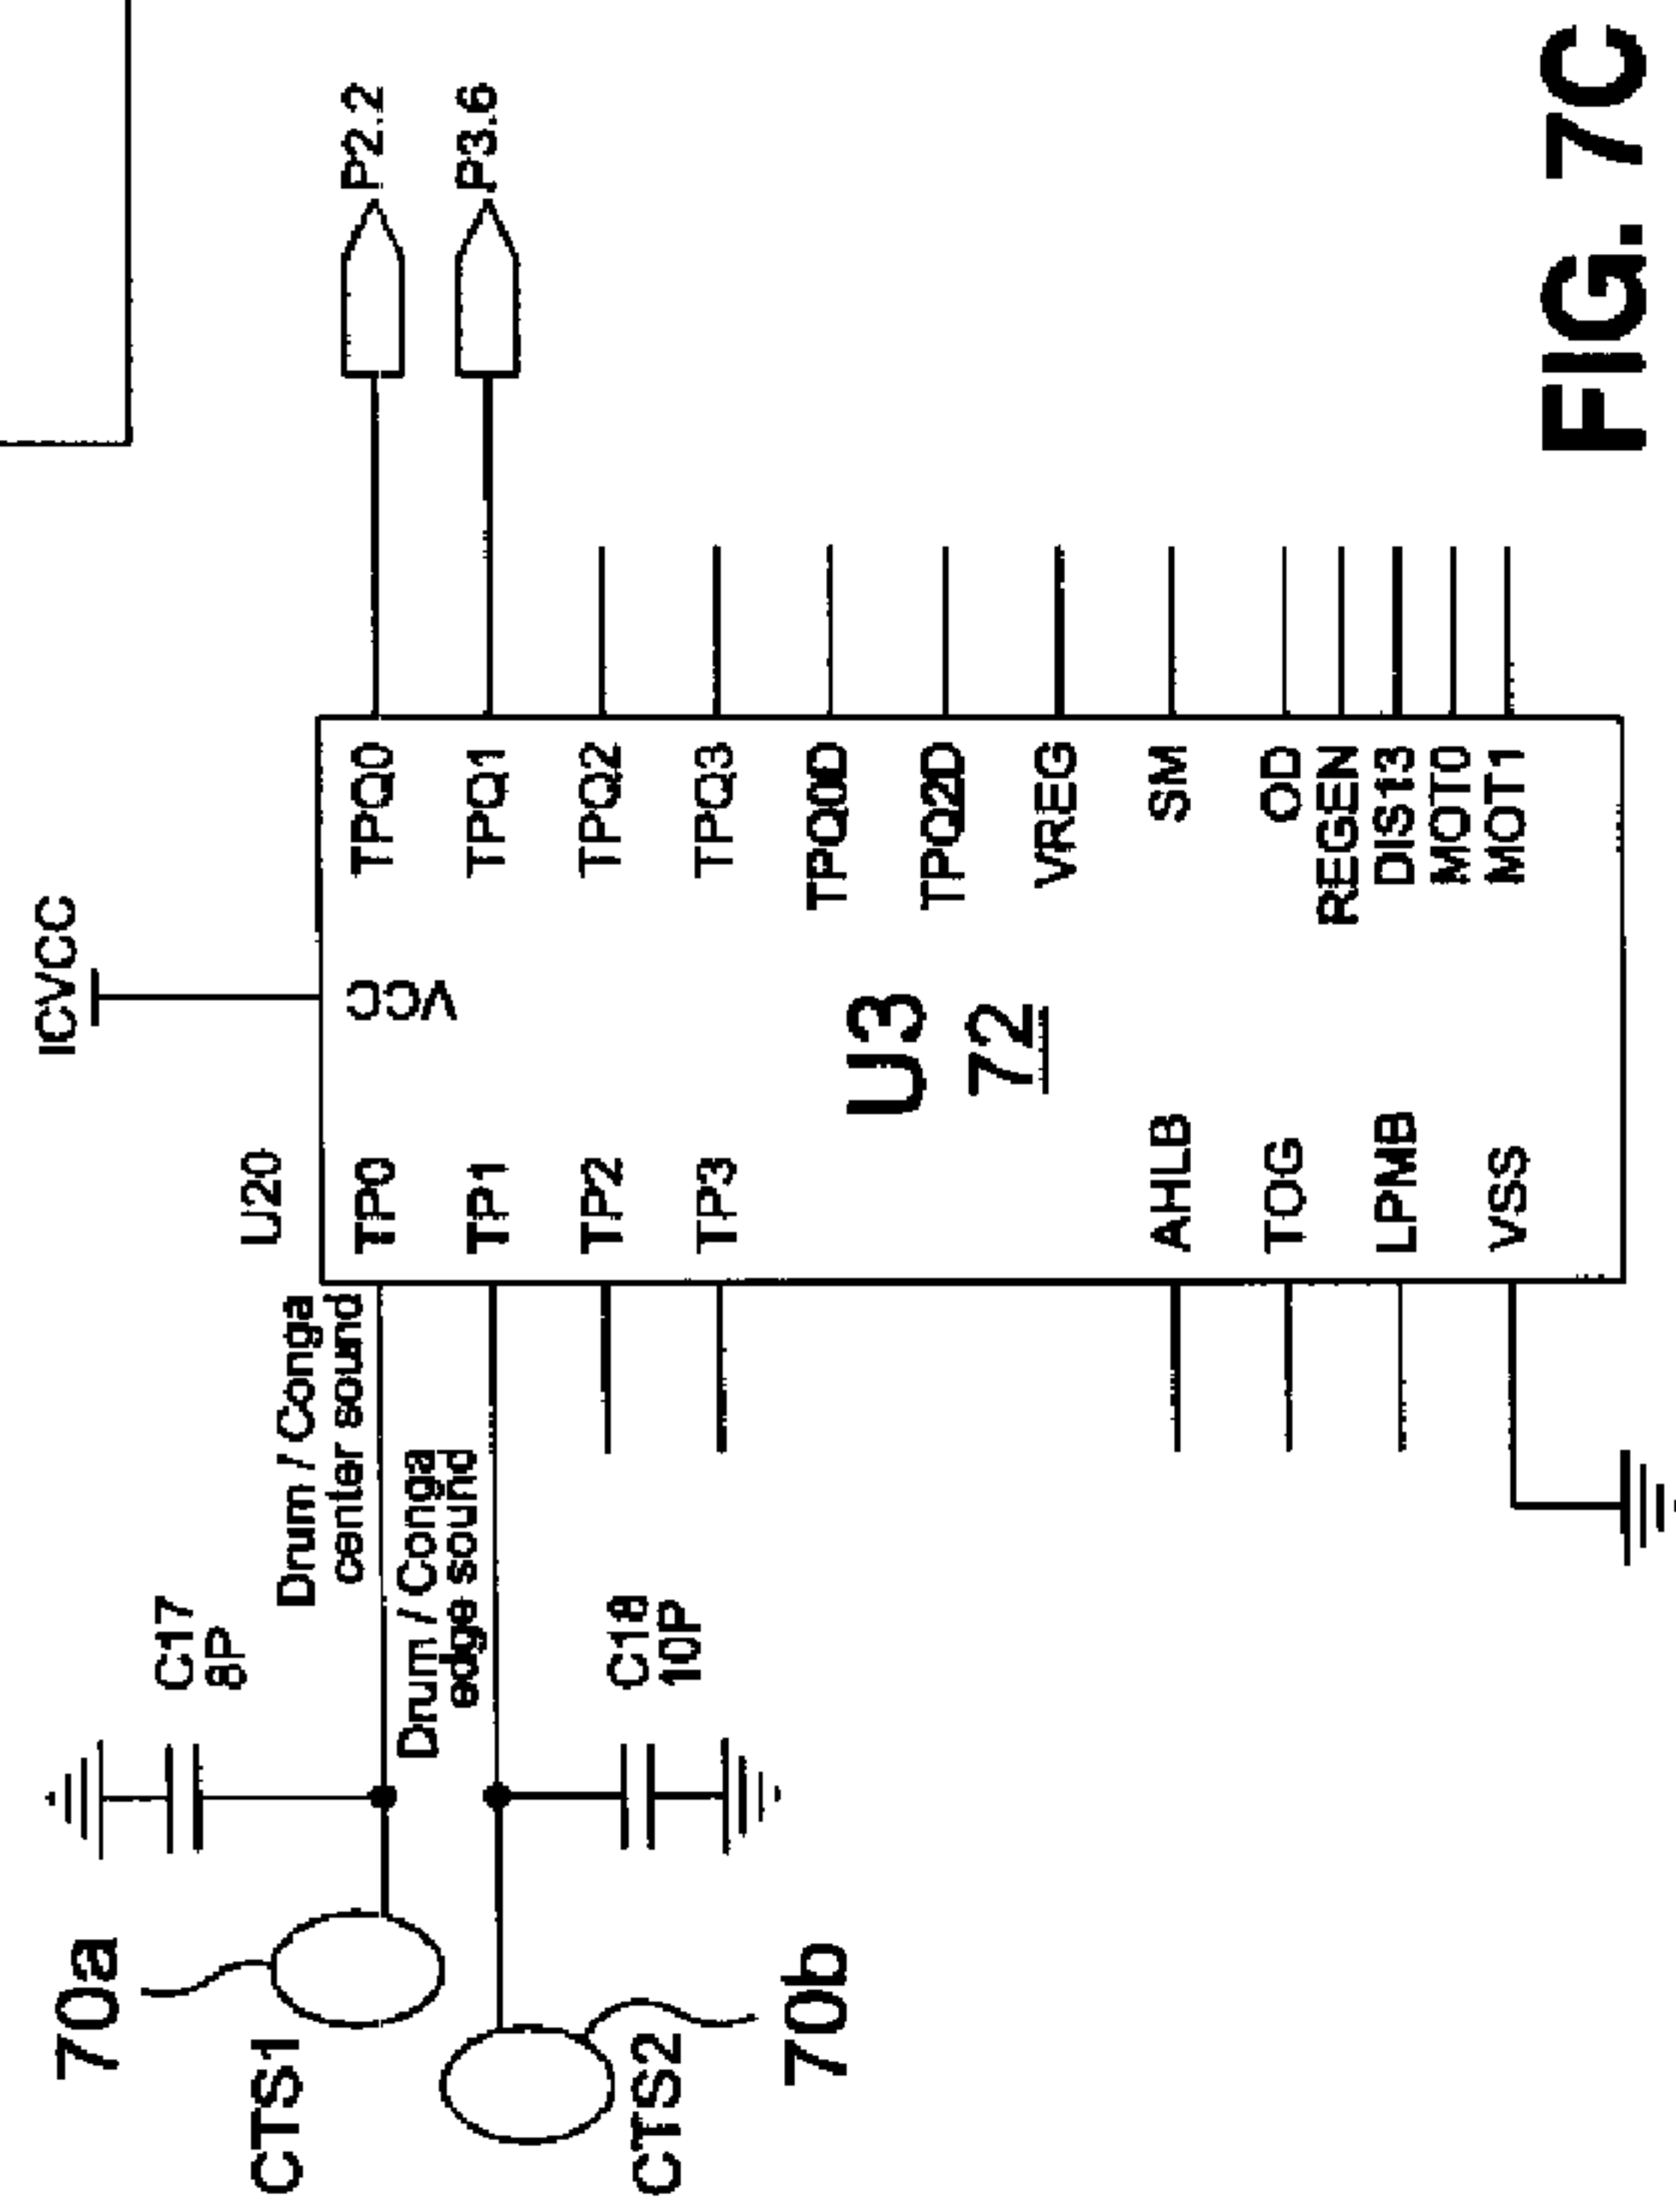 ICVCC
U20
VCC
70a
CTS1
C17
8P
Drum / Conga
center sound
Drum / Conga
edge sound
C18
10P
CTS2
70b
TP0
TP1
TP2
TP3
AHLB
TOG
LPMB
VSS
U3
72
TPQ0
TPQ1
TPQ2
TPQ3
TPQ0D
TPQ2D
VREG
SM
OD
REGEN
DIS13
MOT0
MOT1
P2.2
P3.6
FIG. 7C